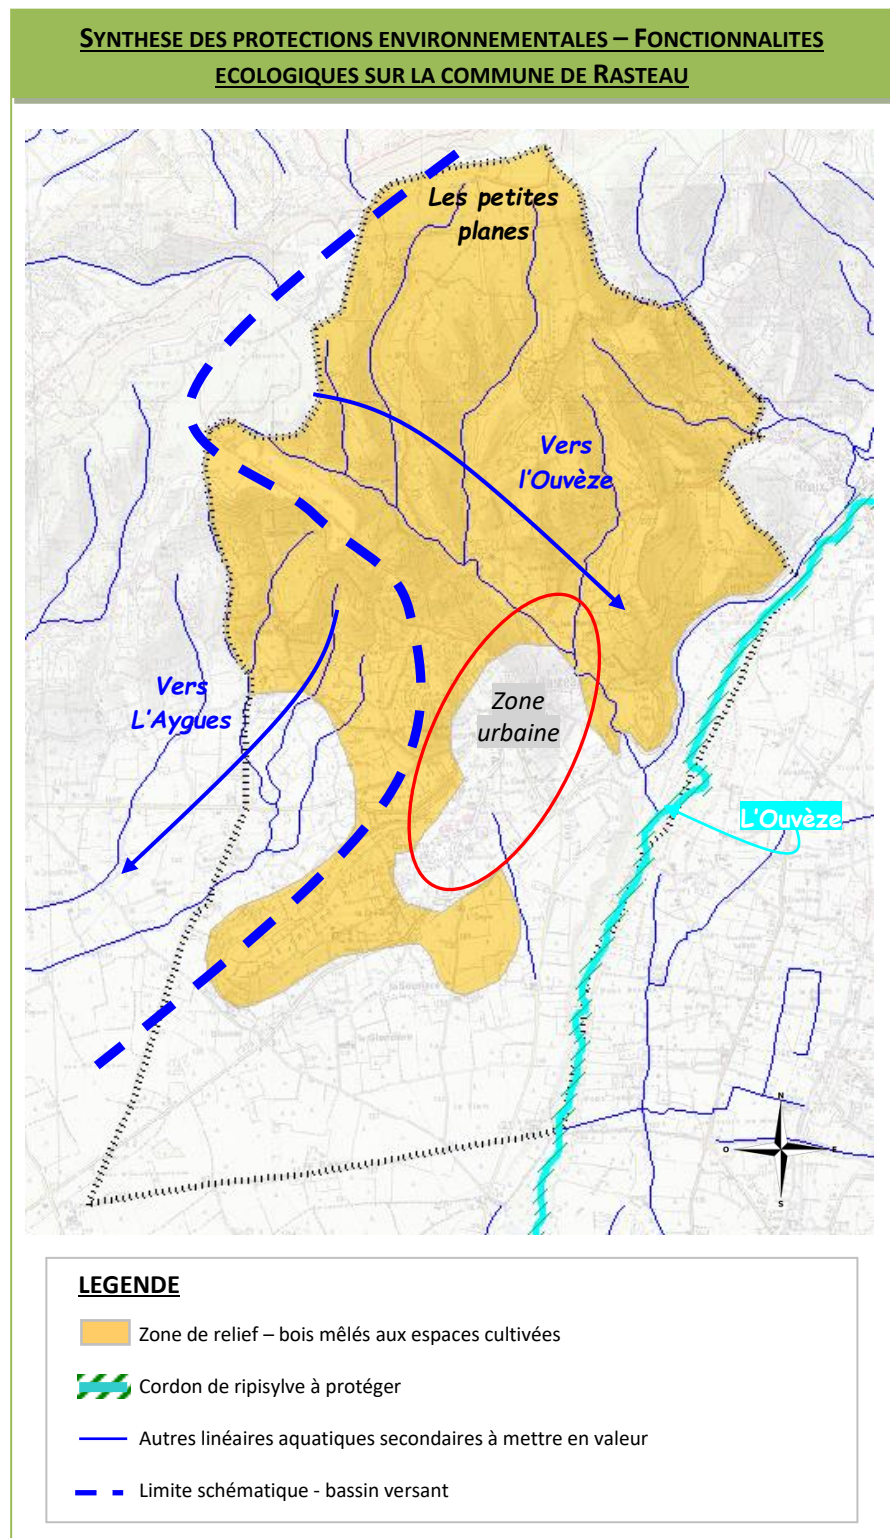 SYNTHESE DES PROTECTIONS ENVIRONNEMENTALES – FONCTIONNALITES
ECOLOGIQUES SUR LA COMMUNE DE RASTEAU
Les petites
planes
Vers
l'Ouvèze
Vers
L'Aygues
Zone
urbaine
L'Ouvèze
N
O
E
S
LEGENDE
Zone de relief – bois mêlés aux espaces cultivées
Cordon de ripisylve à protéger
Autres linéaires aquatiques secondaires à mettre en valeur
Limite schématique - bassin versant